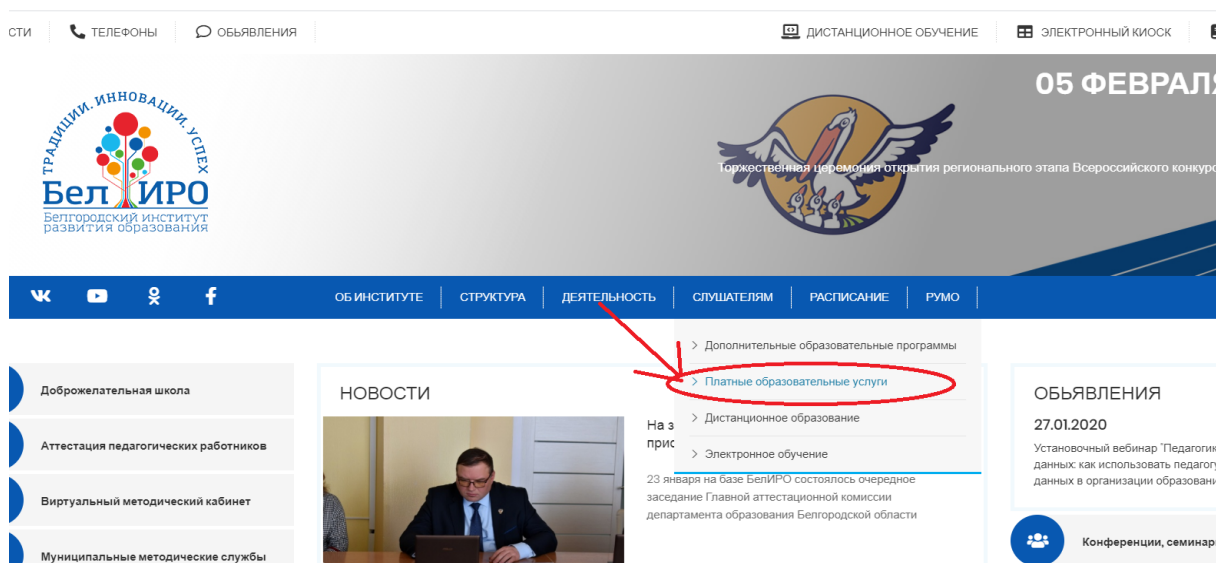 ТЕЛЕФОНЫ
ОБЬЯВЛЕНИЯ
ДИСТАНЦИОННОЕ ОБУЧЕНИЕ
ЭЛЕКТРОННЫЙ КИОСК
05 ФЕВРАЛЯ
ТРАДИЦИИ. ИННОВАЦИИ. УСПЕХ
БелИРО
Белгородский институт
развития образования
Торжественная церемония открытия регионального этапа Всероссийского
ОБ ИНСТИТУТЕ
СТРУКТУРА
ДЕЯТЕЛЬНОСТЬ
СЛУШАТЕЛЯМ
РАСПИСАНИЕ
РУМО
Дополнительные образовательные программы
Платные образовательные услуги
Дистанционное образование
Электронное обучение
Доброжелательная школа
Аттестация педагогических работников
Виртуальный методический кабинет
Муниципальные методические службы
НОВОСТИ
На
23 января на базе БелИРО состоялось очередное
заседание Главной аттестационной комиссии
департамента образования Белгородской области
ОБЬЯВЛЕНИЯ
27.01.2020
Установочный вебинар "Педагогик
данных: как использовать педагогу
данных в организации образовани
Конференции, семинар